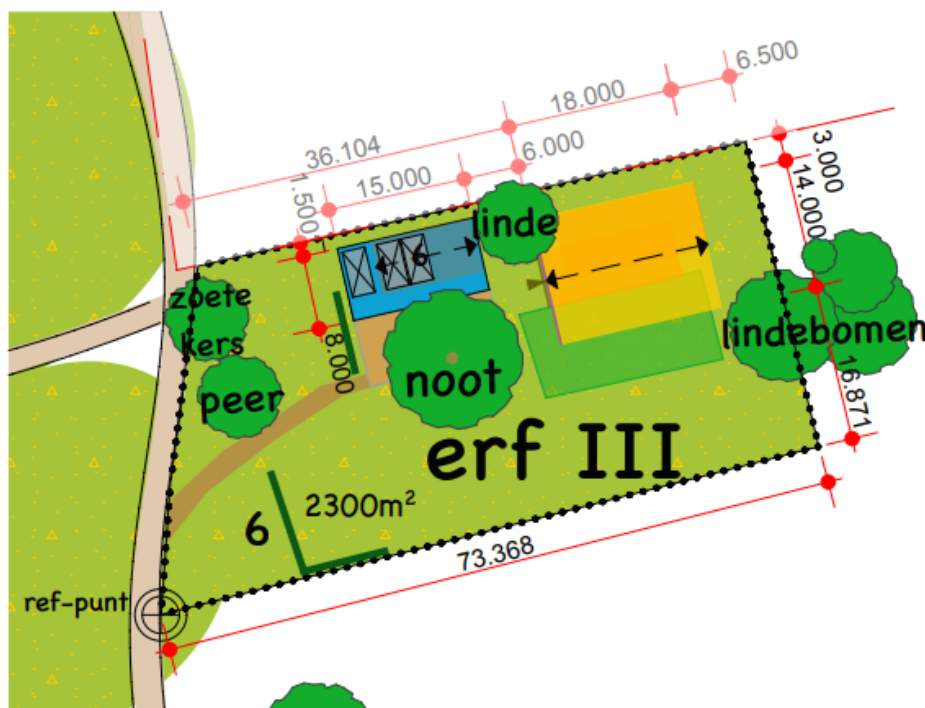 6.500
18.000
36.104
6.000
15.000
1.500
3.000
14.000
linde
6
zoete
kers
lindebomen
8.000
noot
peer
16.871
erf III
2300m²
6
73.368
ref-punt